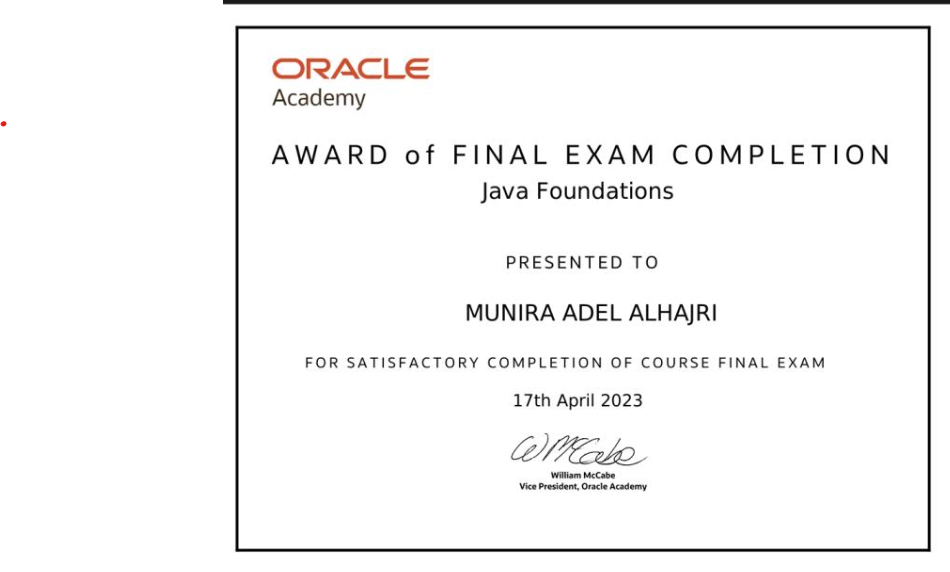 ORACLE
Academy
AWARD of FINAL EXAM COMPLETION
Java Foundations
PRESENTED TO
MUNIRA ADEL ALHAJRI
FOR SATISFACTORY COMPLETION OF COURSE FINAL EXAM
17th April 2023
WMcCabe
William McCabe
Vice President, Oracle Academy